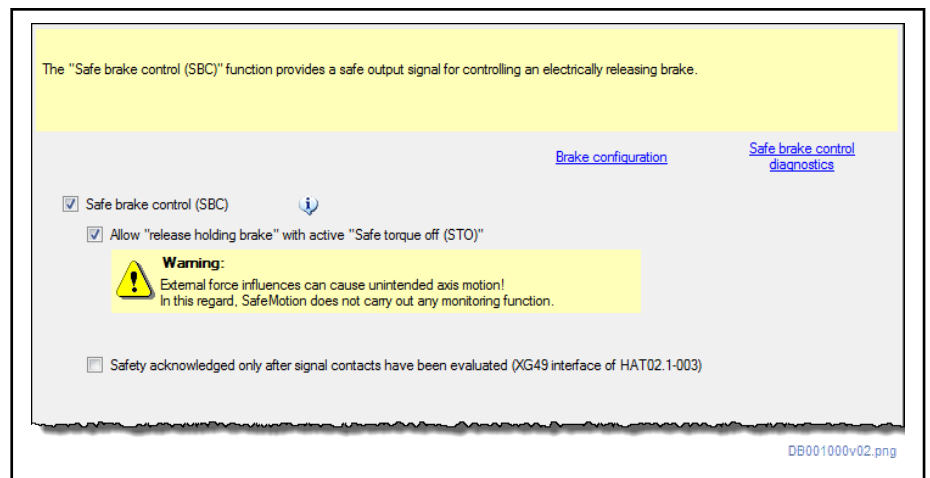 The "Safe brake control (SBC)" function provides a safe output signal for controlling an electrically releasing brake.
Brake configuration
Safe brake control
diagnostics
Safe brake control (SBC)
Allow "release holding brake" with active "Safe torque off (STO)"
Warning:
External force influences can cause unintended axis motion!
In this regard, SafeMotion does not carry out any monitoring function.
Safety acknowledged only after signal contacts have been evaluated (XG49 interface of HAT02.1-003)
DB001000v02.png